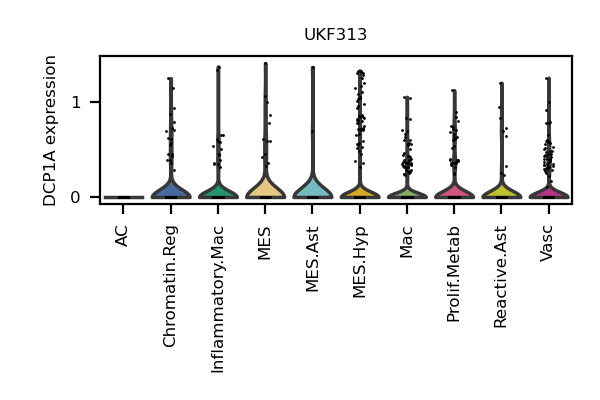 UKF313
DCP1A expression
1
0
AC
Chromatin.Reg
Inflammatory.Mac
MES
MES.Ast
MES.Hyp
Mac
Prolif.Metab
Reactive.Ast
Vasc